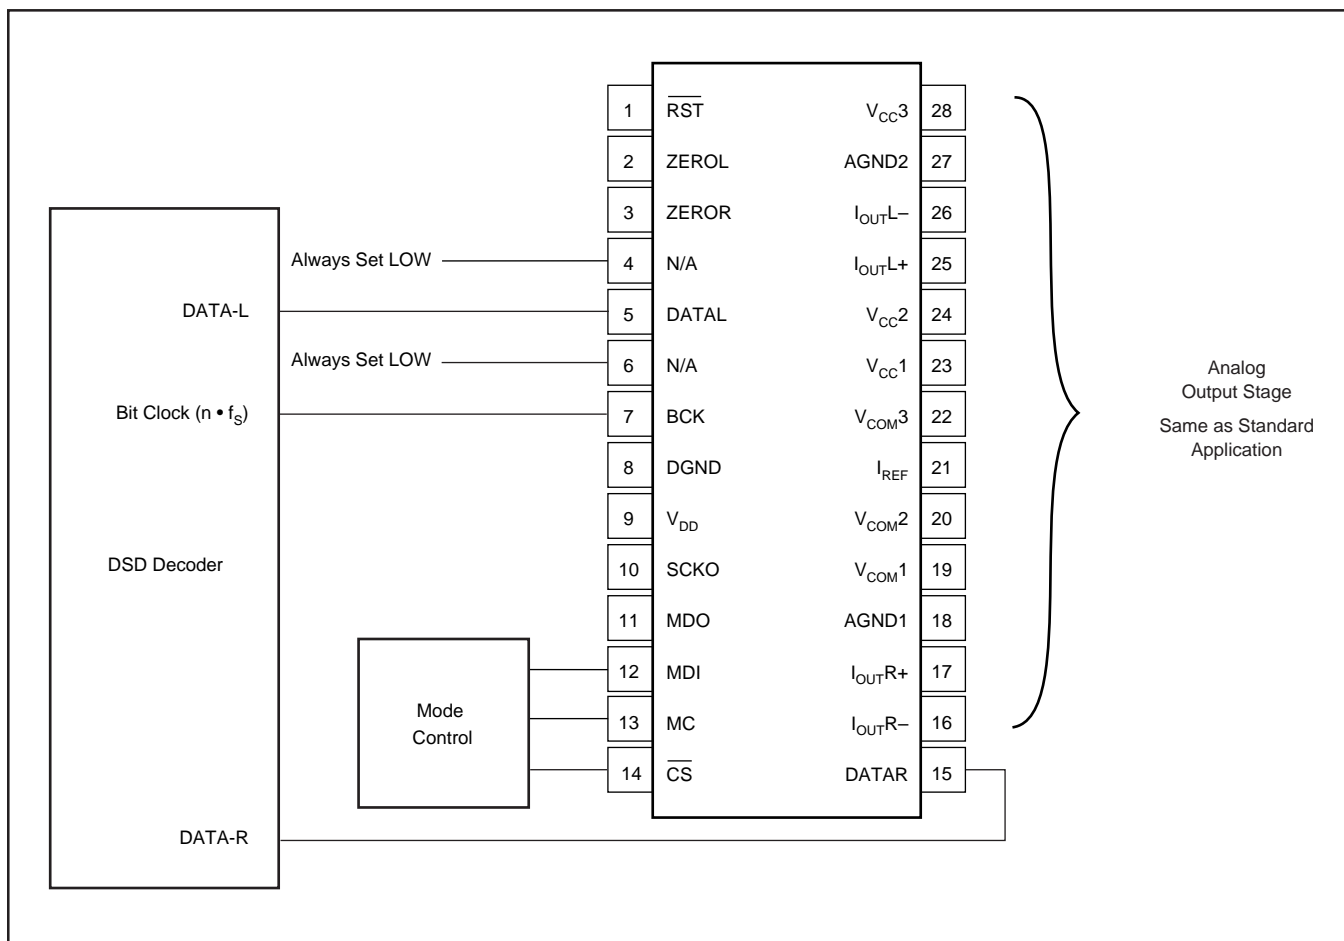 1 R̅S̅T̅ V_CC3 28
2 ZEROL AGND2 27
3 ZEROR I_OUTL– 26
Always Set LOW 4 N/A I_OUTL+ 25
DATA-L 5 DATAL V_CC2 24
Always Set LOW 6 N/A V_CC1 23
Bit Clock (n • f_S) 7 BCK V_COM3 22
8 DGND I_REF 21
9 V_DD V_COM2 20
DSD Decoder 10 SCKO V_COM1 19
11 MDO AGND1 18
12 MDI I_OUTR+ 17
13 MC I_OUTR– 16
14 C̅S̅ DATAR 15
Mode
Control
DATA-R
Analog
Output Stage
Same as Standard
Application